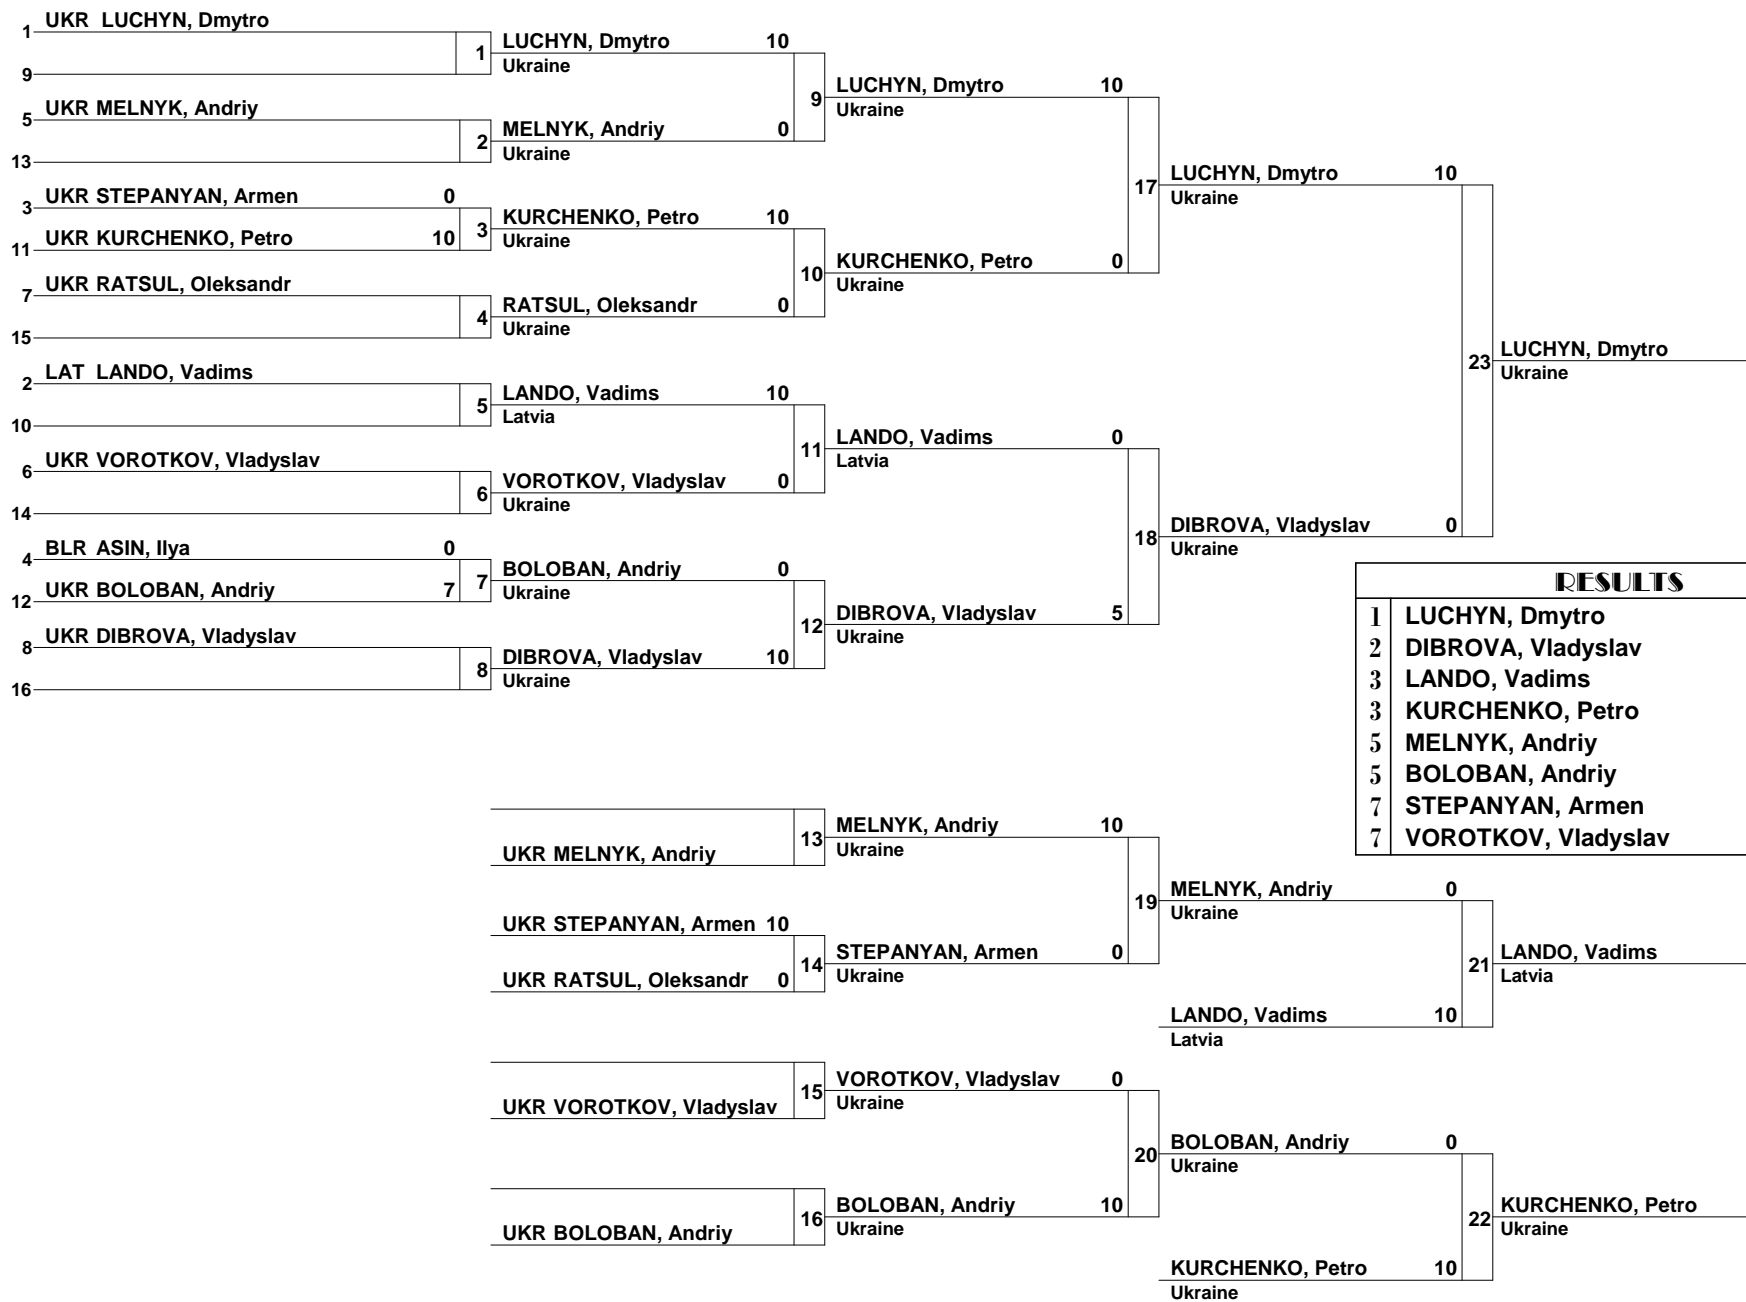 UKR LUCHYN, Dmytro
1
9
1
LUCHYN, Dmytro 10
Ukraine
UKR MELNYK, Andriy
5
13
2
MELNYK, Andriy 0
Ukraine
9
LUCHYN, Dmytro 10
Ukraine
UKR STEPANYAN, Armen 0
3
UKR KURCHENKO, Petro 10
11
3
KURCHENKO, Petro 10
Ukraine
UKR RATSUL, Oleksandr
7
15
4
RATSUL, Oleksandr 0
Ukraine
10
KURCHENKO, Petro 0
Ukraine
17
LUCHYN, Dmytro 10
Ukraine
LAT LANDO, Vadims
2
10
5
LANDO, Vadims 10
Latvia
UKR VOROTKOV, Vladyslav
6
14
6
VOROTKOV, Vladyslav 0
Ukraine
11
LANDO, Vadims 0
Latvia
BLR ASIN, Ilya 0
4
UKR BOLOBAN, Andriy 7
12
7
BOLOBAN, Andriy 0
Ukraine
UKR DIBROVA, Vladyslav
8
16
8
DIBROVA, Vladyslav 10
Ukraine
12
DIBROVA, Vladyslav 5
Ukraine
18
DIBROVA, Vladyslav 0
Ukraine
23
LUCHYN, Dmytro
Ukraine
RESULTS
1 LUCHYN, Dmytro
2 DIBROVA, Vladyslav
3 LANDO, Vadims
3 KURCHENKO, Petro
5 MELNYK, Andriy
5 BOLOBAN, Andriy
7 STEPANYAN, Armen
7 VOROTKOV, Vladyslav
UKR MELNYK, Andriy
13
MELNYK, Andriy 10
Ukraine
UKR STEPANYAN, Armen 10
UKR RATSUL, Oleksandr 0
14
STEPANYAN, Armen 0
Ukraine
19
MELNYK, Andriy 0
Ukraine
LANDO, Vadims 10
Latvia
21
LANDO, Vadims
Latvia
UKR VOROTKOV, Vladyslav
15
VOROTKOV, Vladyslav 0
Ukraine
UKR BOLOBAN, Andriy
16
BOLOBAN, Andriy 10
Ukraine
20
BOLOBAN, Andriy 0
Ukraine
KURCHENKO, Petro 10
Ukraine
22
KURCHENKO, Petro
Ukraine